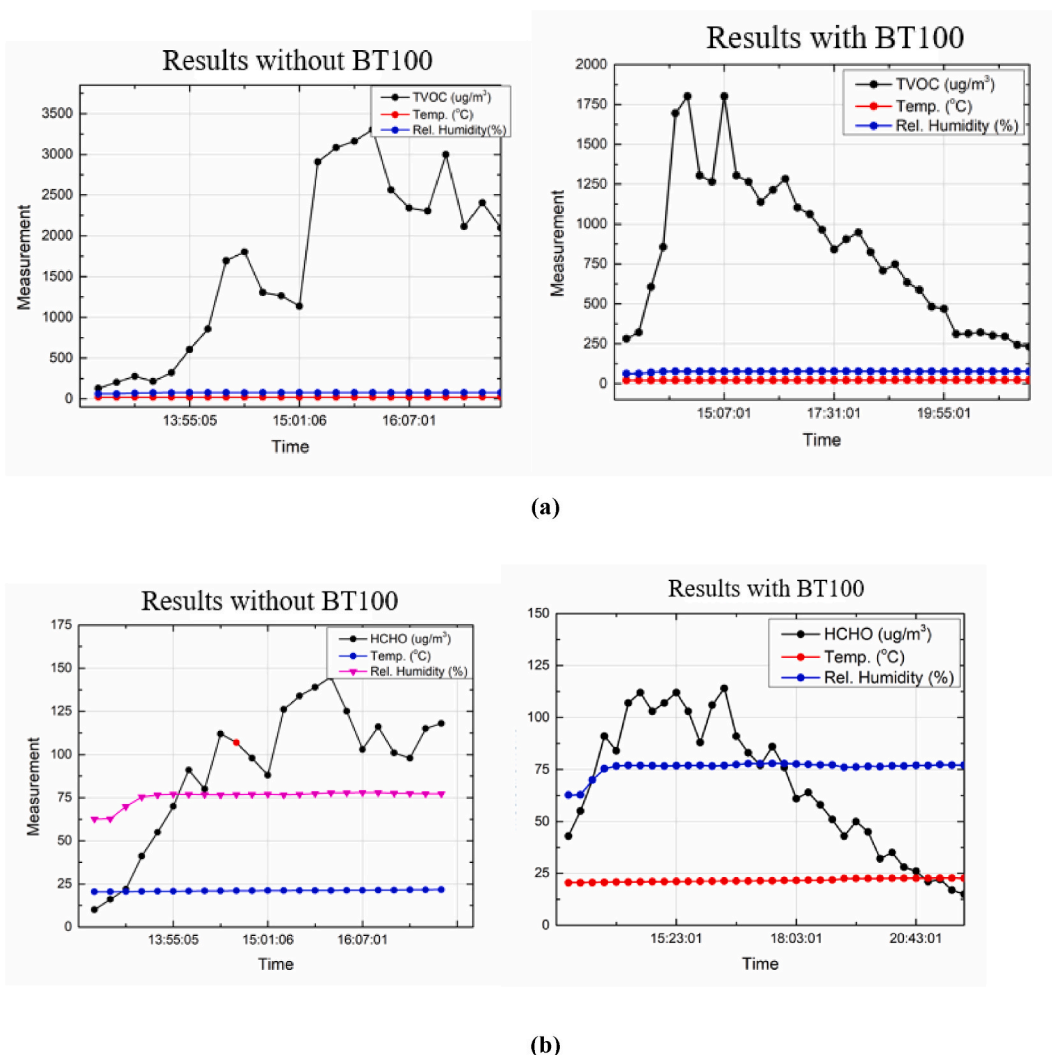 Results without BT100
TVOC (ug/m³)
Temp. (°C)
Rel. Humidity(%)
3500
3000
2500
2000
1500
1000
500
0
Measurement
13:55:05 15:01:06 16:07:01
Time
Results with BT100
TVOC (ug/m³)
Temp. (°C)
Rel. Humidity (%)
2000
1750
1500
1250
1000
750
500
250
0
Measurement
15:07:01 17:31:01 19:55:01
Time
(a)
Results without BT100
HCHO (ug/m³)
Temp. (°C)
Rel. Humidity (%)
175
150
125
100
75
50
25
0
Measurement
13:55:05 15:01:06 16:07:01
Time
Results with BT100
HCHO (ug/m³)
Temp. (°C)
Rel. Humidity (%)
150
125
100
75
50
25
0
15:23:01 18:03:01 20:43:01
Time
(b)